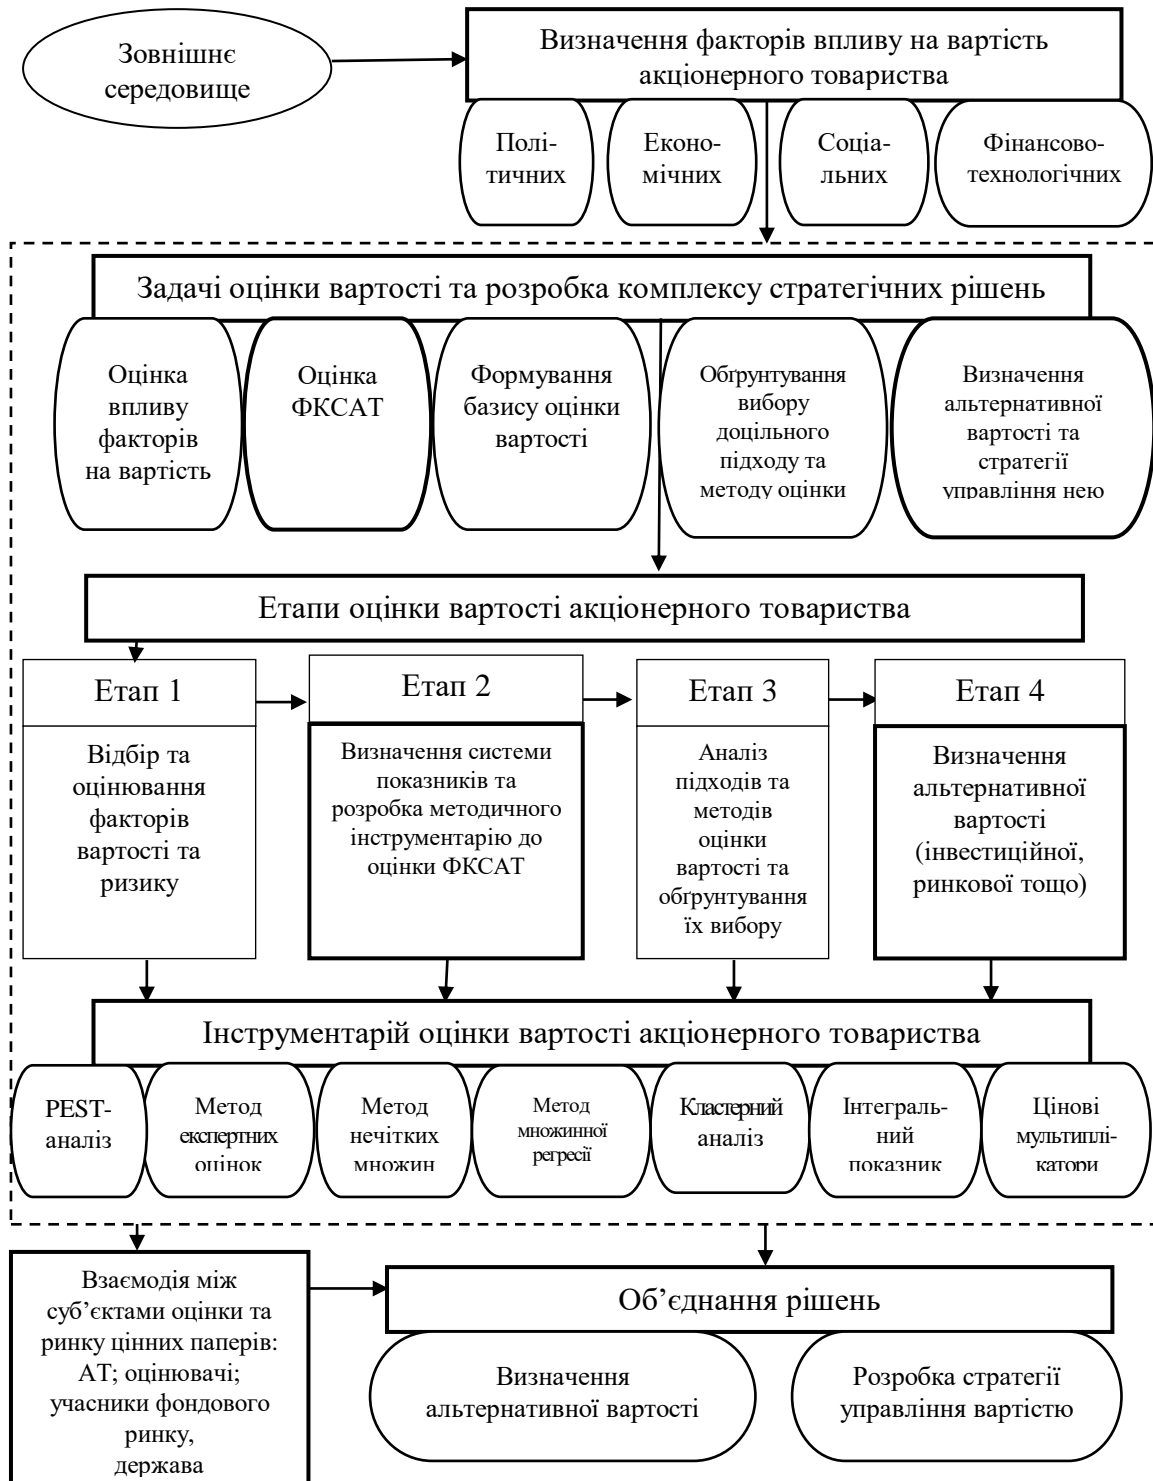 Зовнішнє
середовище
Визначення факторів впливу на вартість
акціонерного товариства
Полі-
тичних
Еконо-
мічних
Соціа-
льних
Фінансово-
технологічних
Задачі оцінки вартості та розробка комплексу стратегічних рішень
Оцінка
впливу
факторів
на вартість
Оцінка
ФКСАТ
Формування
базису оцінки
вартості
Обґрунтування
вибору
доцільного
підходу та
методу оцінки
Визначення
альтернативної
вартості та
стратегії
управління нею
Етапи оцінки вартості акціонерного товариства
Етап 1
Відбір та
оцінювання
факторів
вартості та
ризику
Етап 2
Визначення системи
показників та
розробка методичного
інструментарію до
оцінки ФКСАТ
Етап 3
Аналіз
підходів та
методів
оцінки
вартості та
обґрунтування
їх вибору
Етап 4
Визначення
альтернативної
вартості
(інвестиційної,
ринкової тощо)
Інструментарій оцінки вартості акціонерного товариства
PEST-
аналіз
Метод
експертних
оцінок
Метод
нечітких
множин
Метод
множинної
регресії
Кластерний
аналіз
Інтеграль-
ний
показник
Цінові
мультиплі-
катори
Взаємодія між
суб’єктами оцінки та
ринку цінних паперів:
АТ; оцінювачі;
учасники фондового
ринку,
держава
Об’єднання рішень
Визначення
альтернативної вартості
Розробка стратегії
управління вартістю